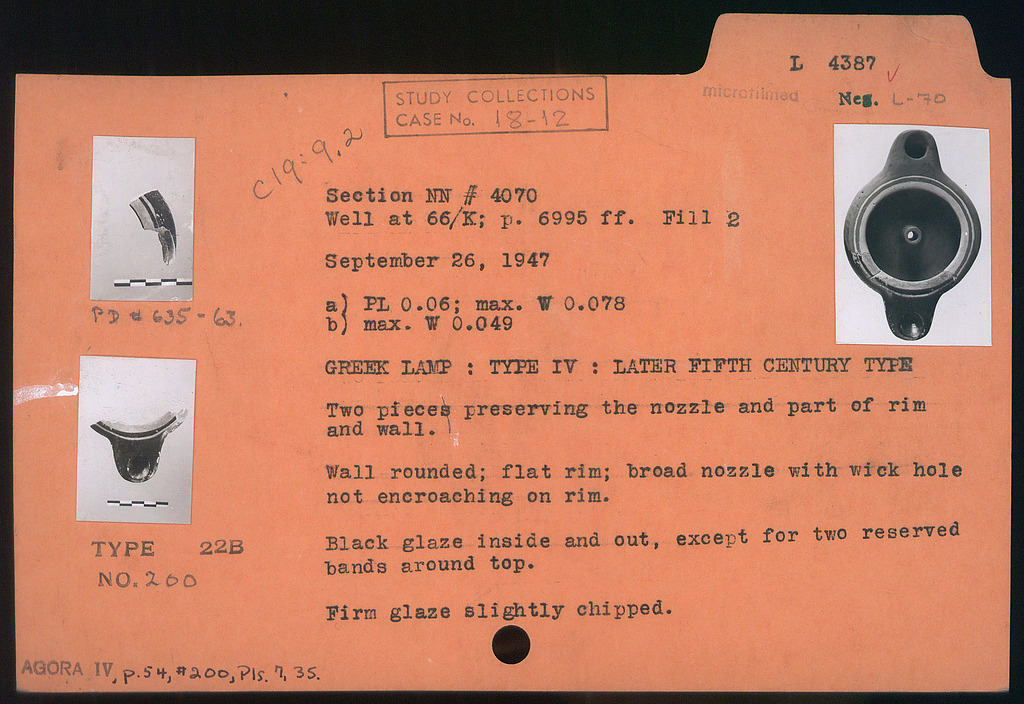 L 4387
microfilmed
Neg. L-70
STUDY COLLECTIONS
CASE No. 18-12
C19:9.2
Section NN # 4070
Well at 66/K; p. 6995 ff. Fill 2
September 26, 1947
a) PL 0.06; max. W 0.078
b) max. W 0.049
PD # 635-63.
GREEK LAMP : TYPE IV : LATER FIFTH CENTURY TYPE
Two pieces preserving the nozzle and part of rim
and wall.
Wall rounded; flat rim; broad nozzle with wick hole
not encroaching on rim.
Black glaze inside and out, except for two reserved
bands around top.
TYPE 22B
NO. 200
Firm glaze slightly chipped.
AGORA IV, p.54, #200, Pls. 7, 35.